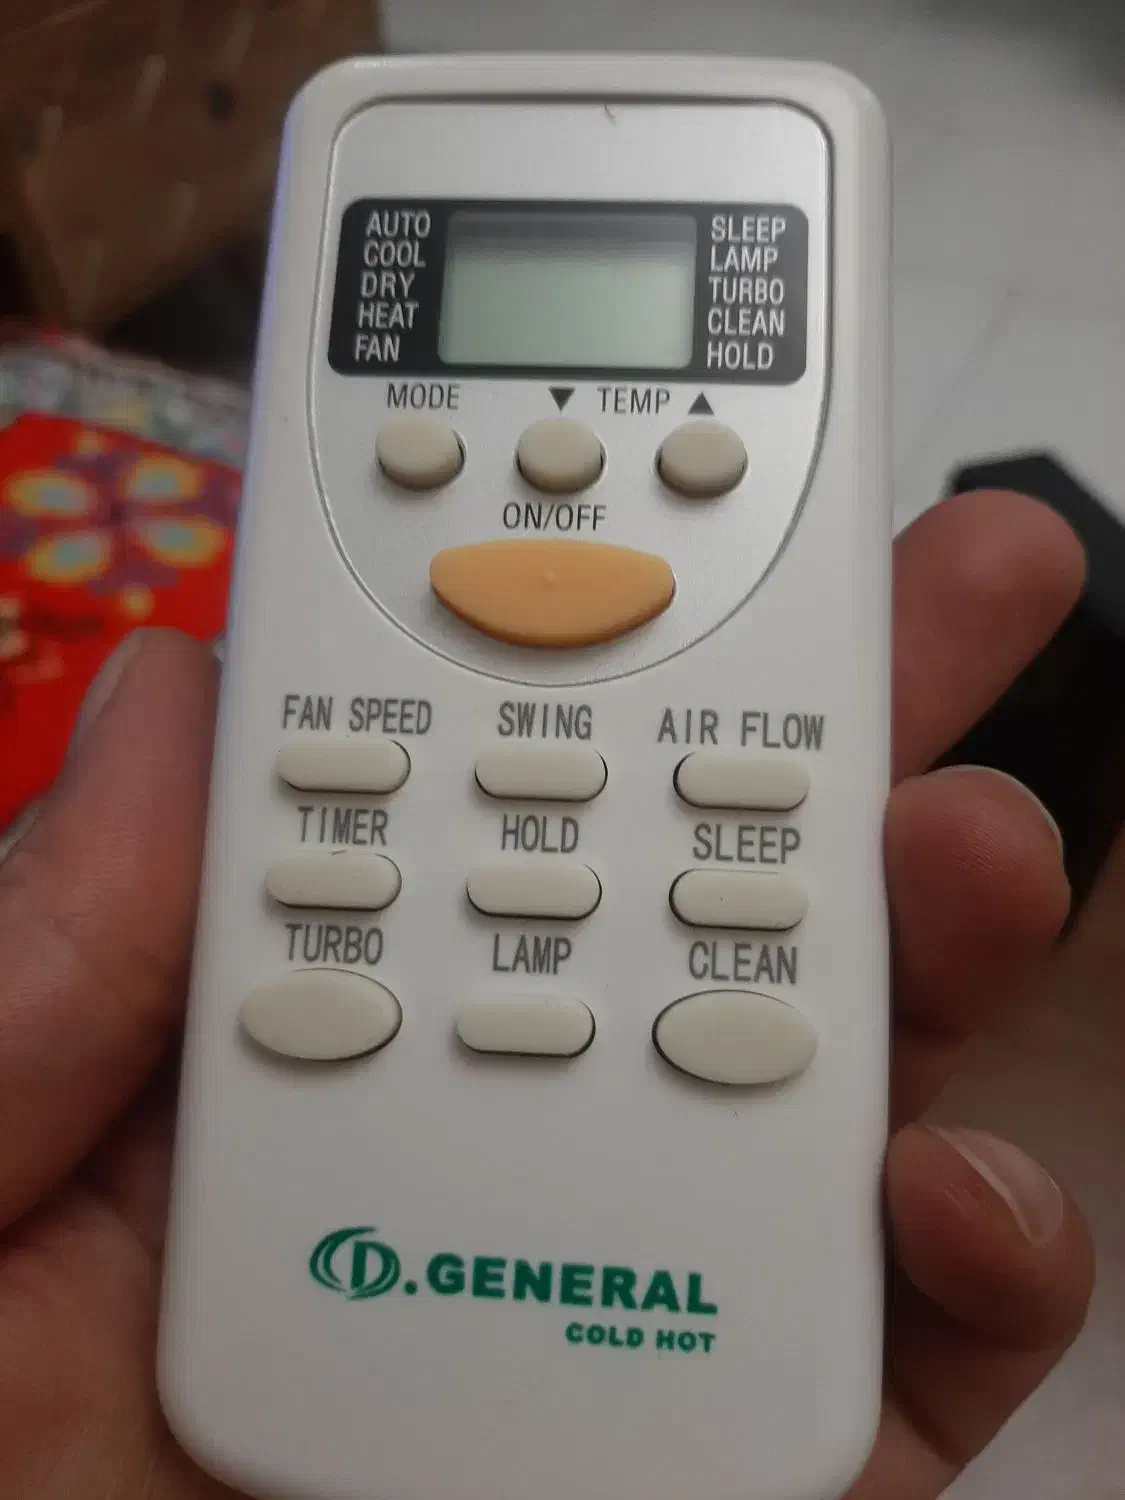 AUTO
COOL
DRY
HEAT
FAN
SLEEP
LAMP
TURBO
CLEAN
HOLD
MODE ▼ TEMP ▲
ON/OFF
FAN SPEED SWING AIR FLOW
TIMER HOLD SLEEP
TURBO LAMP CLEAN
D.GENERAL
COLD HOT